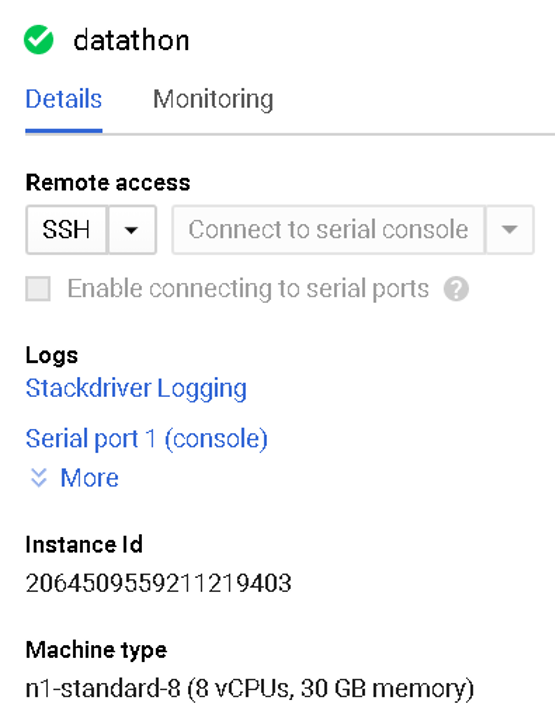 datathon
Details Monitoring
Remote access
SSH Connect to serial console
Enable connecting to serial ports ?
Logs
Stackdriver Logging
Serial port 1 (console)
More
Instance Id
2064509559211219403
Machine type
n1-standard-8 (8 vCPUs, 30 GB memory)